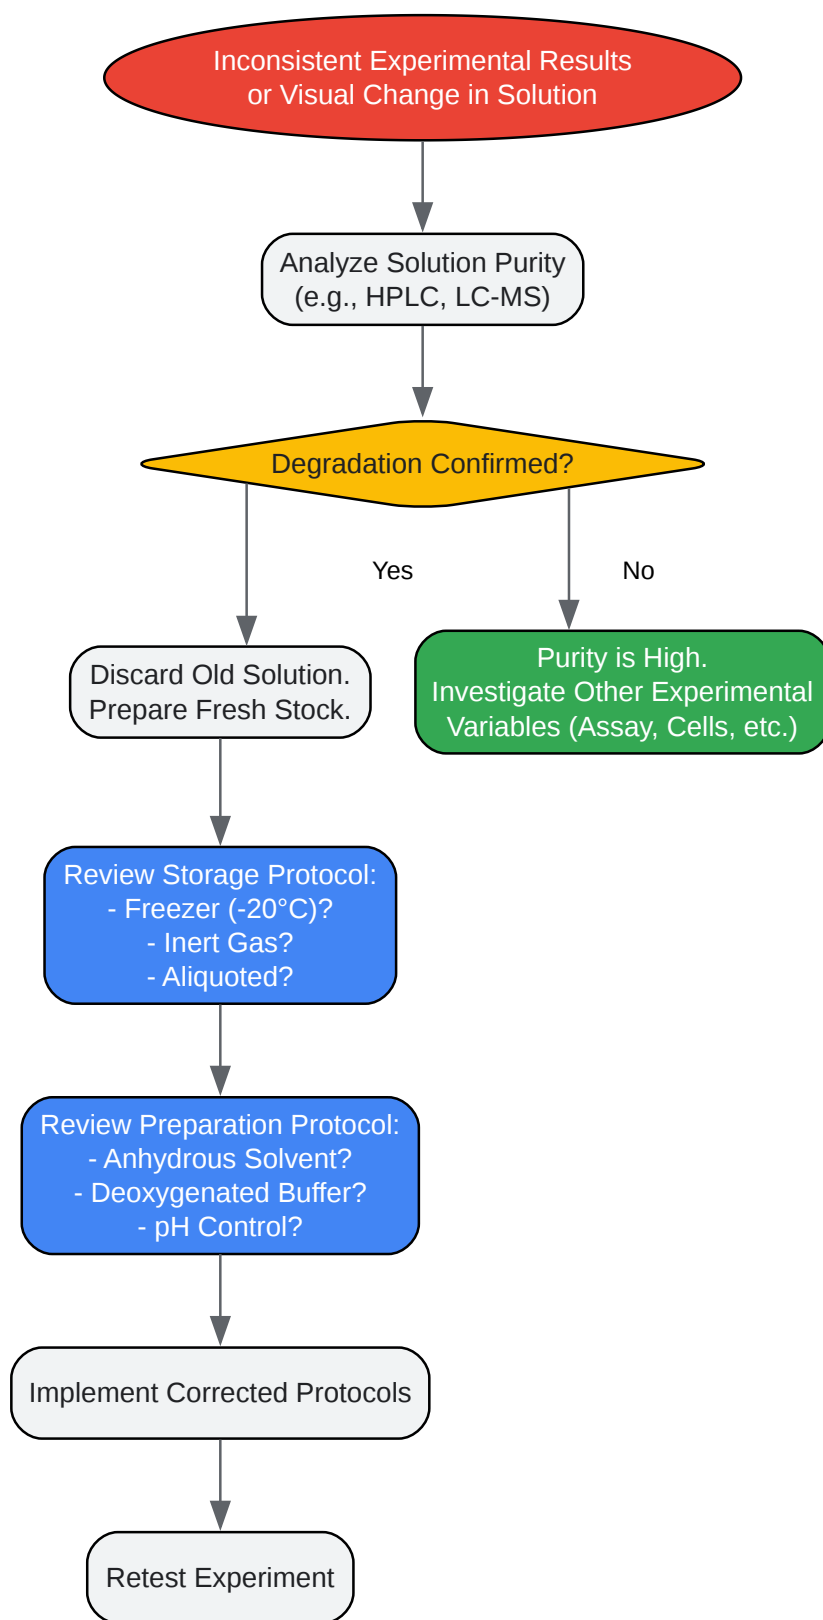 Inconsistent Experimental Results
or Visual Change in Solution
Analyze Solution Purity
(e.g., HPLC, LC-MS)
Degradation Confirmed?
Yes
No
Discard Old Solution.
Prepare Fresh Stock.
Purity is High.
Investigate Other Experimental
Variables (Assay, Cells, etc.)
Review Storage Protocol:
- Freezer (-20°C)?
- Inert Gas?
- Aliquoted?
Review Preparation Protocol:
- Anhydrous Solvent?
- Deoxygenated Buffer?
- pH Control?
Implement Corrected Protocols
Retest Experiment